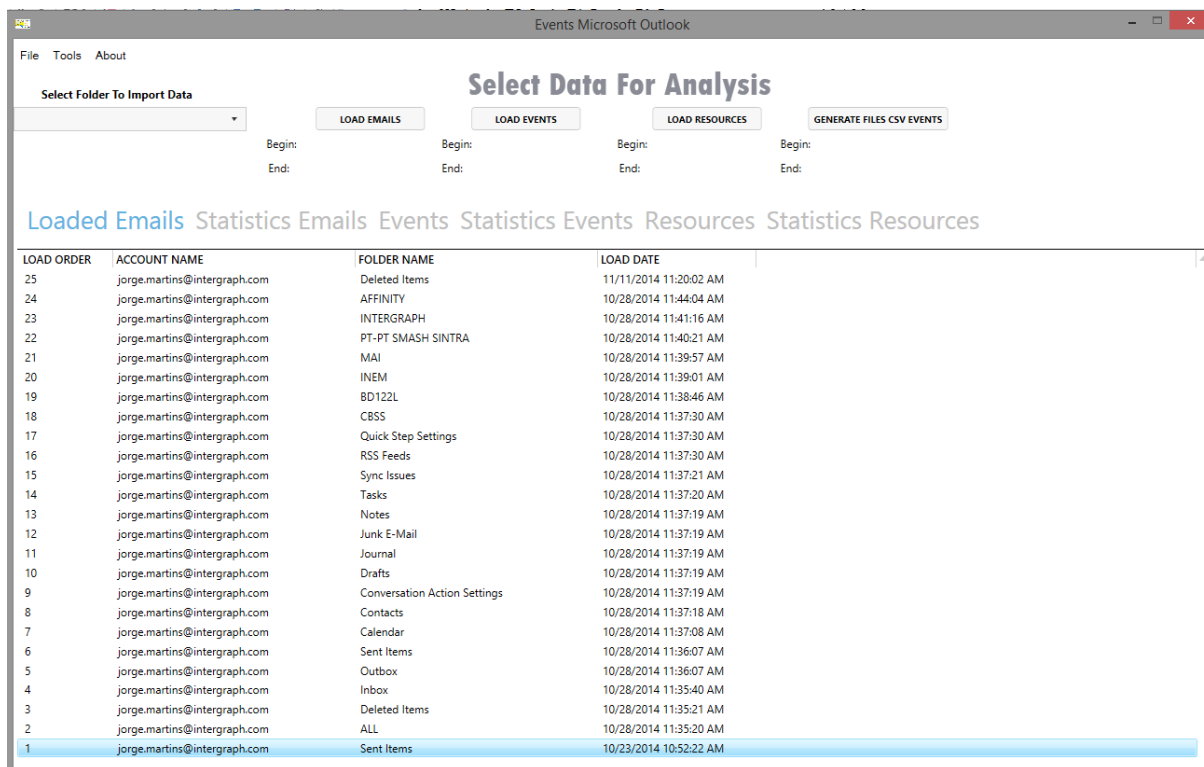 Events Microsoft Outlook
File Tools About
Select Data For Analysis
Select Folder To Import Data
LOAD EMAILS LOAD EVENTS LOAD RESOURCES GENERATE FILES CSV EVENTS
Begin: Begin: Begin: Begin:
End: End: End: End:
Loaded Emails Statistics Emails Events Statistics Events Resources Statistics Resources
LOAD ORDER ACCOUNT NAME FOLDER NAME LOAD DATE
25 jorge.martins@intergraph.com Deleted Items 11/11/2014 11:20:02 AM
24 jorge.martins@intergraph.com AFFINITY 10/28/2014 11:44:04 AM
23 jorge.martins@intergraph.com INTERGRAPH 10/28/2014 11:41:16 AM
22 jorge.martins@intergraph.com PT-PT SMASH SINTRA 10/28/2014 11:40:21 AM
21 jorge.martins@intergraph.com MAI 10/28/2014 11:39:57 AM
20 jorge.martins@intergraph.com INEM 10/28/2014 11:39:01 AM
19 jorge.martins@intergraph.com BD122L 10/28/2014 11:38:46 AM
18 jorge.martins@intergraph.com CBSS 10/28/2014 11:37:30 AM
17 jorge.martins@intergraph.com Quick Step Settings 10/28/2014 11:37:30 AM
16 jorge.martins@intergraph.com RSS Feeds 10/28/2014 11:37:30 AM
15 jorge.martins@intergraph.com Sync Issues 10/28/2014 11:37:21 AM
14 jorge.martins@intergraph.com Tasks 10/28/2014 11:37:20 AM
13 jorge.martins@intergraph.com Notes 10/28/2014 11:37:19 AM
12 jorge.martins@intergraph.com Junk E-Mail 10/28/2014 11:37:19 AM
11 jorge.martins@intergraph.com Journal 10/28/2014 11:37:19 AM
10 jorge.martins@intergraph.com Drafts 10/28/2014 11:37:19 AM
9 jorge.martins@intergraph.com Conversation Action Settings 10/28/2014 11:37:19 AM
8 jorge.martins@intergraph.com Contacts 10/28/2014 11:37:18 AM
7 jorge.martins@intergraph.com Calendar 10/28/2014 11:37:08 AM
6 jorge.martins@intergraph.com Sent Items 10/28/2014 11:36:07 AM
5 jorge.martins@intergraph.com Outbox 10/28/2014 11:36:07 AM
4 jorge.martins@intergraph.com Inbox 10/28/2014 11:35:40 AM
3 jorge.martins@intergraph.com Deleted Items 10/28/2014 11:35:21 AM
2 jorge.martins@intergraph.com ALL 10/28/2014 11:35:20 AM
1 jorge.martins@intergraph.com Sent Items 10/23/2014 10:52:22 AM